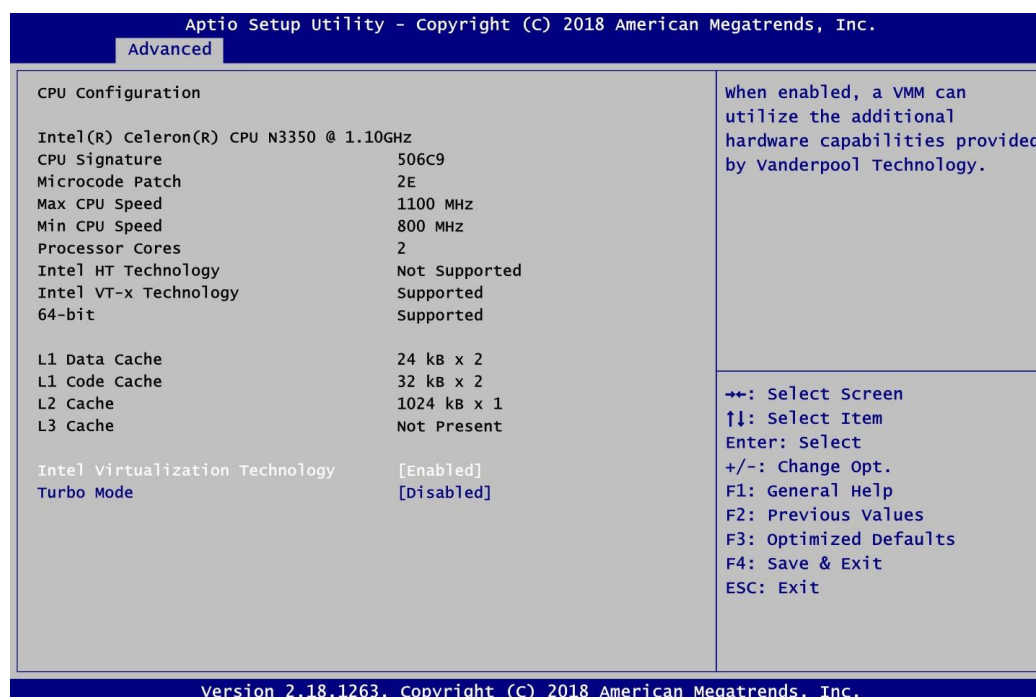 Aptio Setup Utility - Copyright (C) 2018 American Megatrends, Inc.
Advanced
CPU Configuration
Intel(R) Celeron(R) CPU N3350 @ 1.10GHz
CPU Signature 506C9
Microcode Patch 2E
Max CPU Speed 1100 MHz
Min CPU Speed 800 MHz
Processor Cores 2
Intel HT Technology Not Supported
Intel VT-x Technology Supported
64-bit Supported
L1 Data Cache 24 kB x 2
L1 Code Cache 32 kB x 2
L2 Cache 1024 kB x 1
L3 Cache Not Present
Intel Virtualization Technology [Enabled]
Turbo Mode [Disabled]
When enabled, a VMM can
utilize the additional
hardware capabilities provided
by Vanderpool Technology.
→←: Select Screen
↑↓: Select Item
Enter: Select
+/-: Change Opt.
F1: General Help
F2: Previous Values
F3: Optimized Defaults
F4: Save & Exit
ESC: Exit
Version 2.18.1263. Copyright (C) 2018 American Megatrends, Inc.